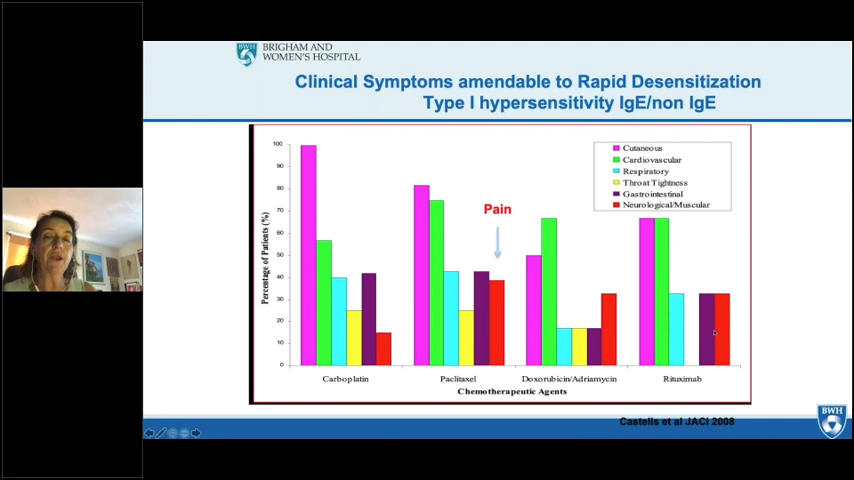 BWH
BRIGHAM AND
WOMEN'S HOSPITAL
Clinical Symptoms amendable to Rapid Desensitization
Type I hypersensitivity IgE/non IgE
100
90
80
70
60
50
40
30
20
10
0
Percentage of Patients (%)
Pain
Cutaneous
Cardiovascular
Respiratory
Throat Tightness
Gastrointestinal
Neurological/Muscular
Carboplatin
Paclitaxel
Doxorubicin/Adriamycin
Rituximab
Chemotherapeutic Agents
Castells et al JACI 2008
BWH